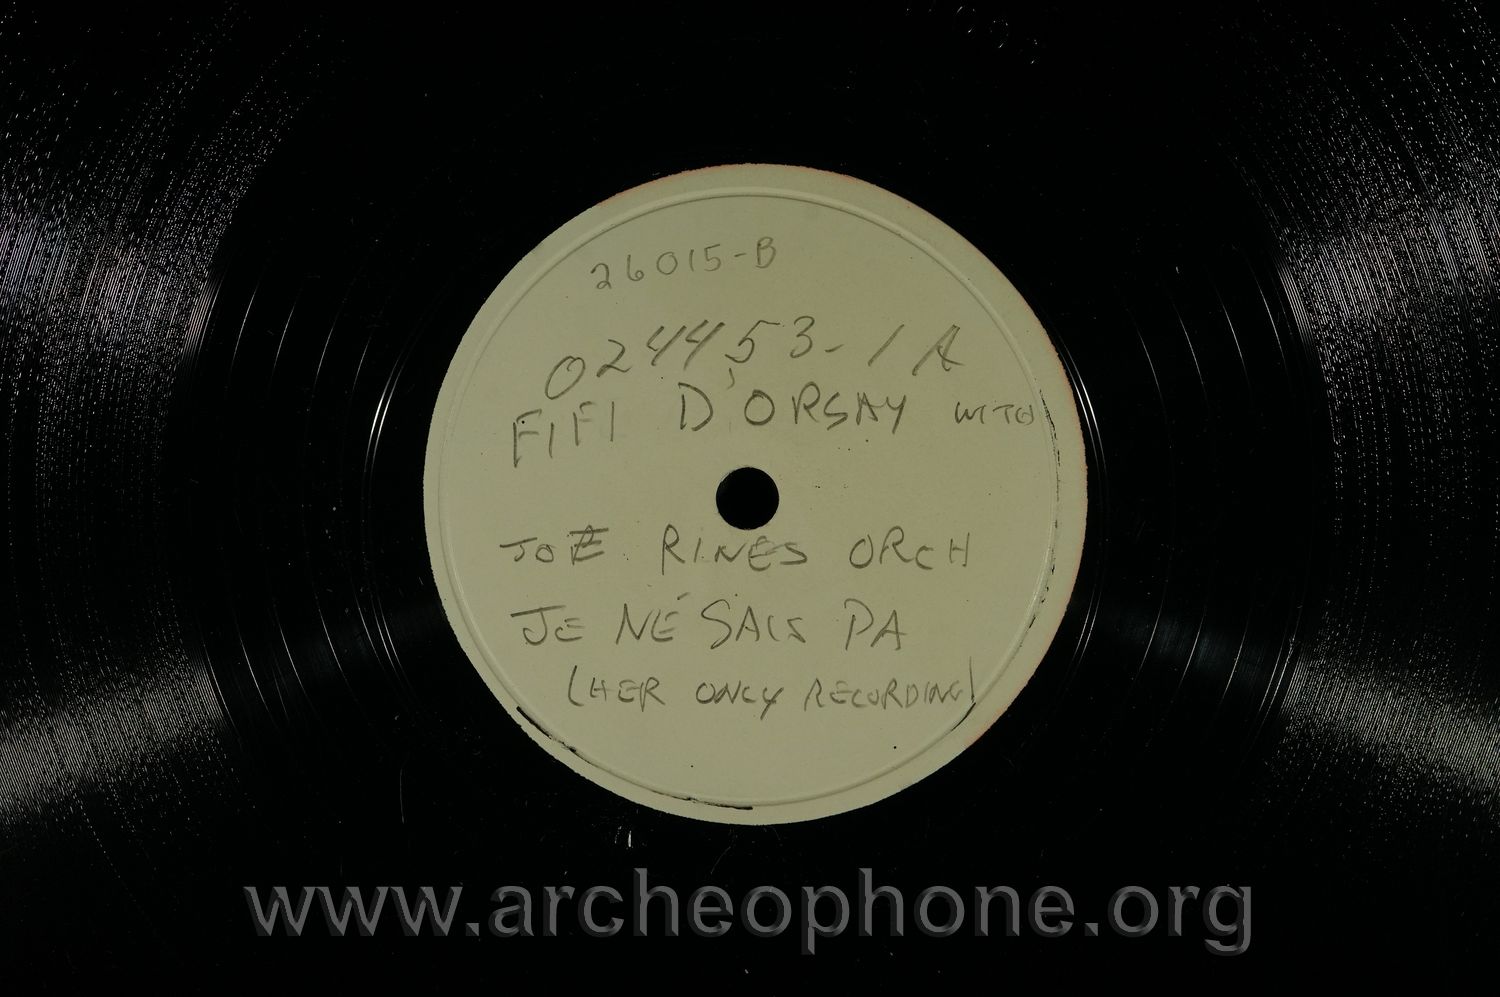 26015-B
024453-1A
FIFI D'ORSAY WITH
JOE RINES ORCH
JE NÉ SAIS PA
(HER ONLY RECORDING)
www.archeophone.org